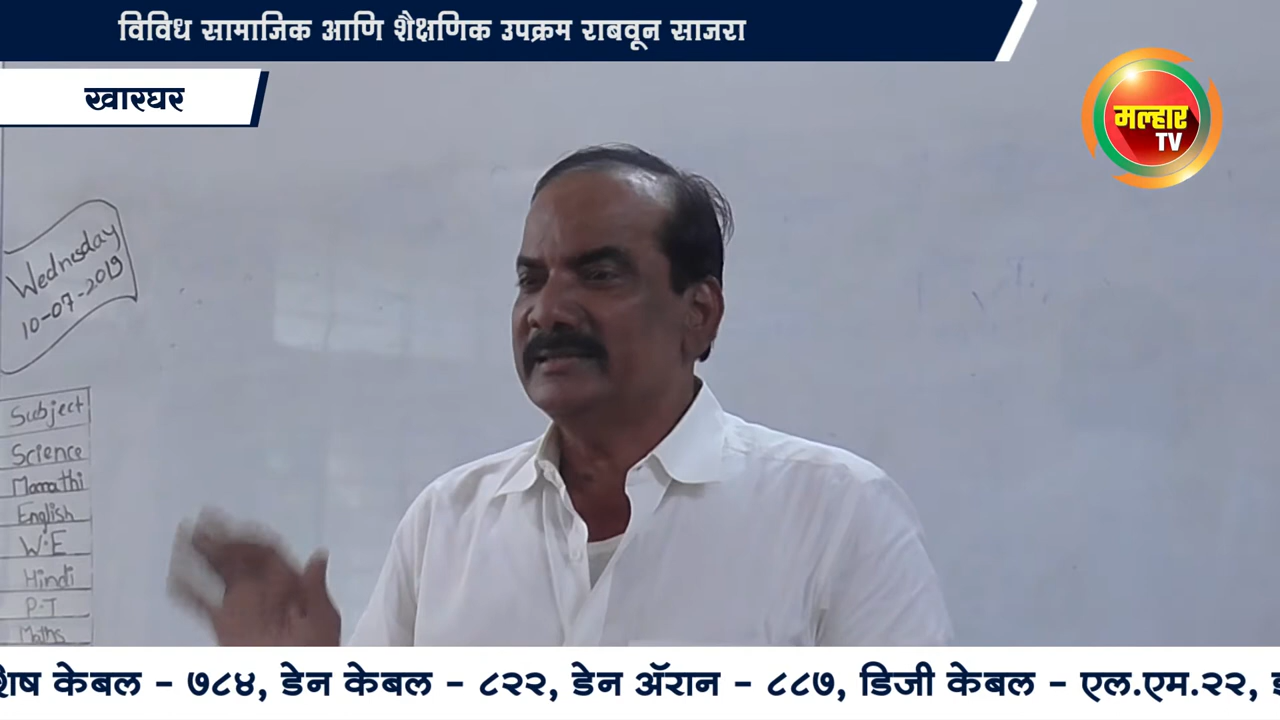 विविध सामाजिक आणि शैक्षणिक उपक्रम राबवून साजरा
खारघर
मल्हार
TV
Wednesday
10-07-2019
Subject
Science
Marathi
English
W.E
Hindi
P.T
Maths
केबल - ७८४, डेन केबल - ८२२, डेन ॲरान - ८८७, डिजी केबल - एल.एम.२२,